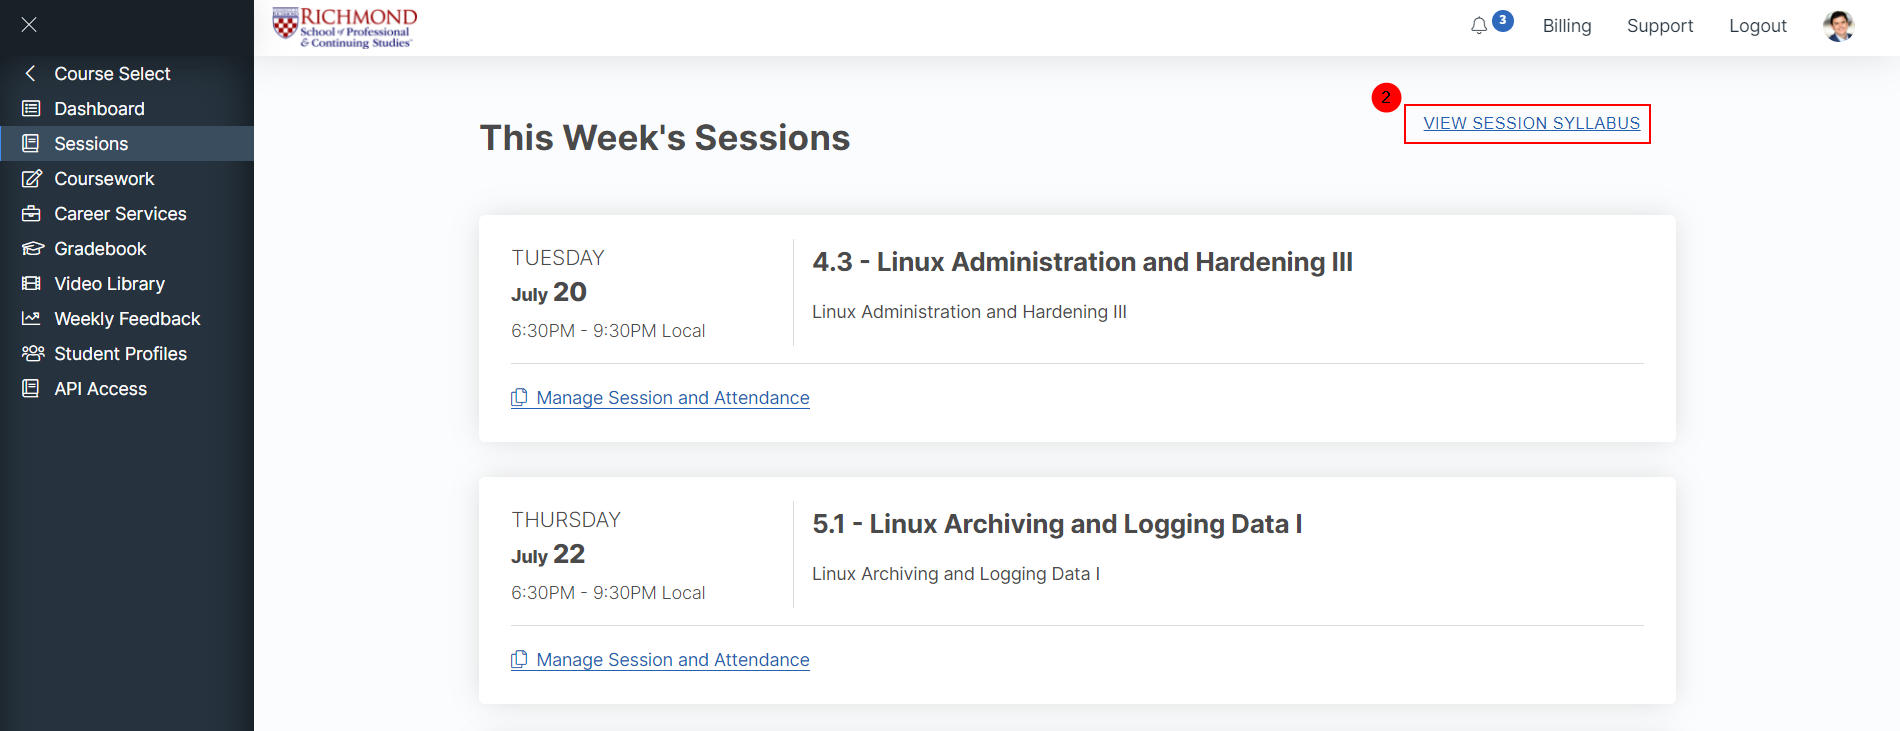 RICHMOND
School of Professional
& Continuing Studies™
3
Billing
Support
Logout
Course Select
Dashboard
Sessions
Coursework
Career Services
Gradebook
Video Library
Weekly Feedback
Student Profiles
API Access
2
VIEW SESSION SYLLABUS
This Week's Sessions
TUESDAY
July 20
6:30PM - 9:30PM Local
4.3 - Linux Administration and Hardening III
Linux Administration and Hardening III
Manage Session and Attendance
THURSDAY
July 22
6:30PM - 9:30PM Local
5.1 - Linux Archiving and Logging Data I
Linux Archiving and Logging Data I
Manage Session and Attendance